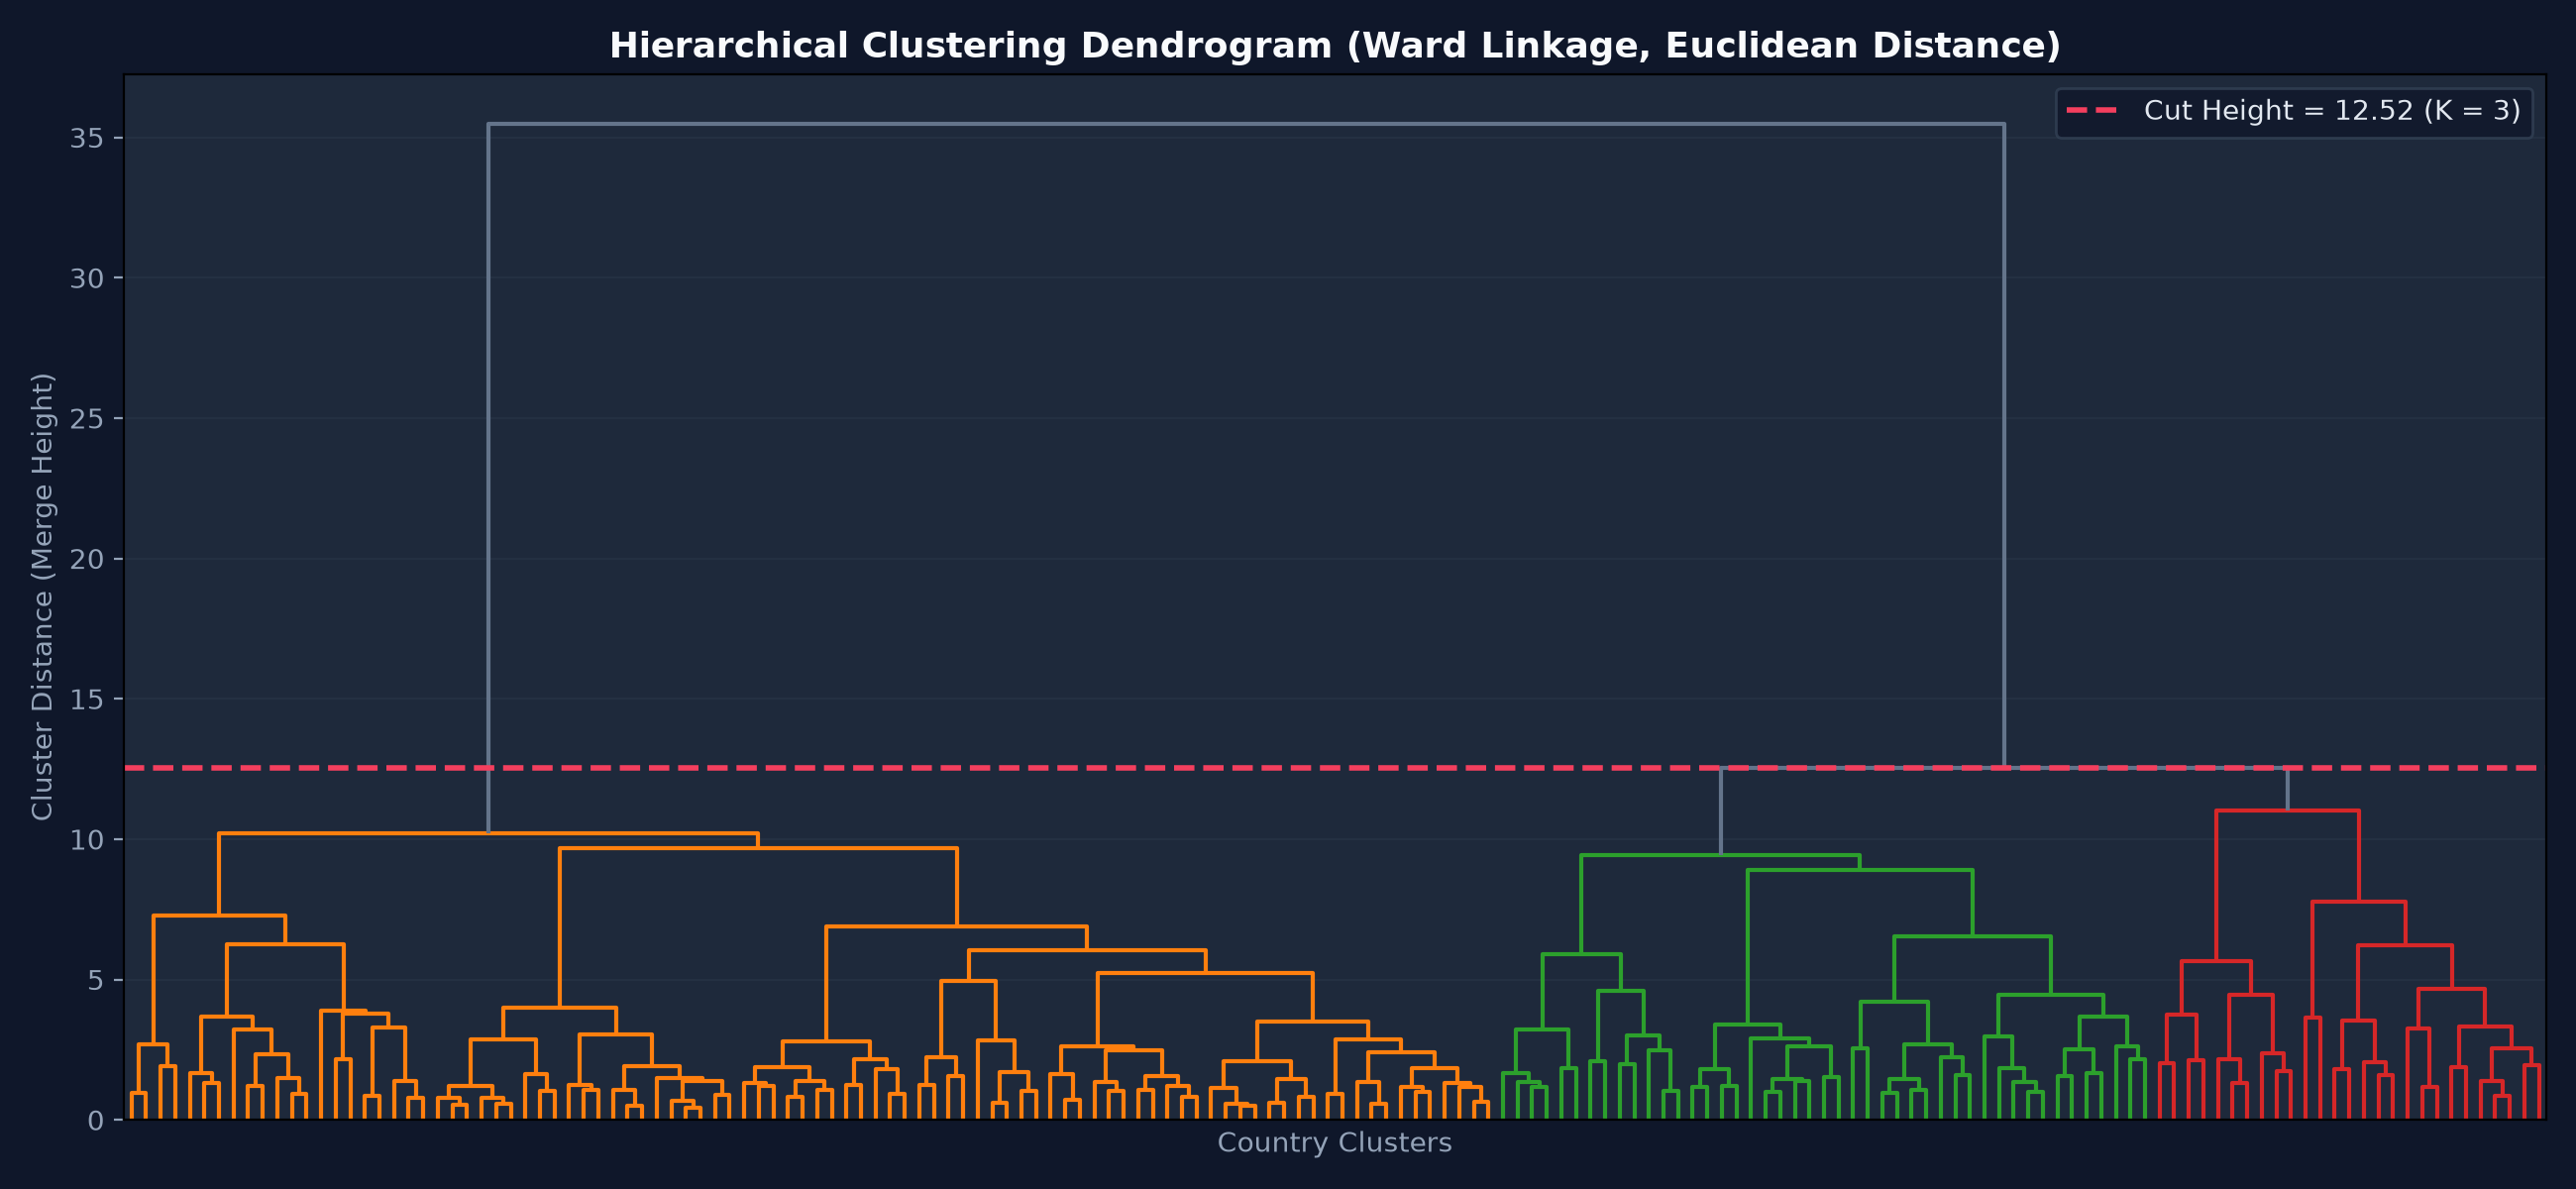 Hierarchical Clustering Dendrogram (Ward Linkage, Euclidean Distance)
Cut Height = 12.52 (K = 3)
Cluster Distance (Merge Height)
35
30
25
20
15
10
5
0
Country Clusters